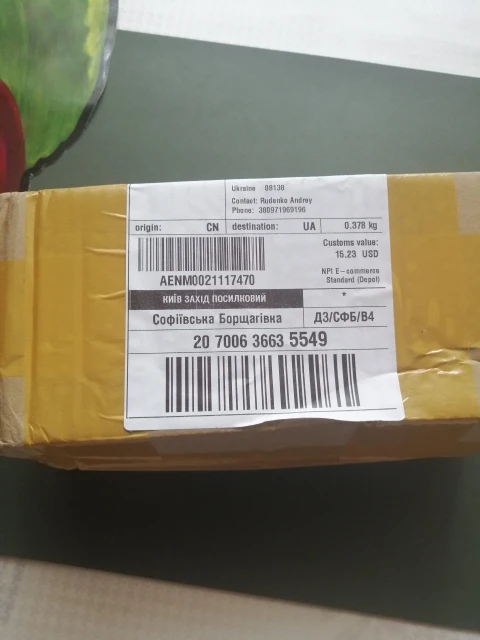 Ukraine 08138
Contact: Rudenko Andrey
Phone: 380971969196
origin: CN destination: UA 0.378 kg
Customs value:
15.23 USD
AENM0021117470
NPI E-commerce
Standard (Depot)
КИЇВ ЗАХІД ПОСИЛКОВИЙ *
Софіївська Борщагівка ДЗ/СФБ/В4
20 7006 3663 5549